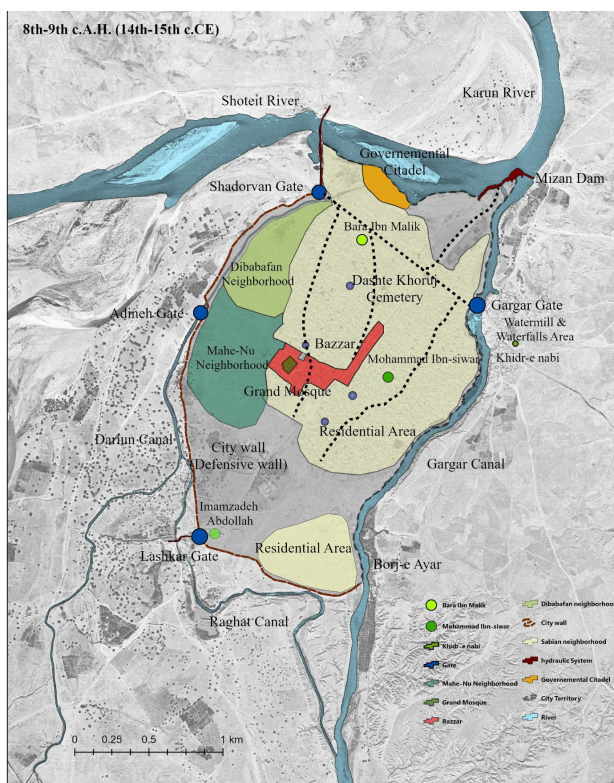 8th-9th c.A.H. (14th-15th c.CE)
Karun River
Shoteit River
Governemental
Citadel
Mizan Dam
Shadorvan Gate
Bara Ibn Malik
Dibabafan
Neighborhood
Dashte Khoruj
Cemetery
Gargar Gate
Adineh Gate
Watermill &
Waterfalls Area
Bazzar
Mahe-Nu
Neighborhood
Mohammad Ibn-siwar
Khidr-e nabi
Grand Mosque
Residential Area
Dariun Canal
City wall
Defensive wall)
Gargar Canal
Imamzadeh
Abdollah
Lashkar Gate
Residential Area
Borj-e Ayar
Raghat Canal
Bara Ibn Malik
Mohammad Ibn-siwar
Khidr-e nabi
Gate
Mahe-Nu Neighborhood
Grand Mosque
Bazzar
Dibabafan neighborhood
City wall
Sabian neighborhood
hydraulic System
Governemental Citadel
City Territory
River
0 0.25 0.5 1 km